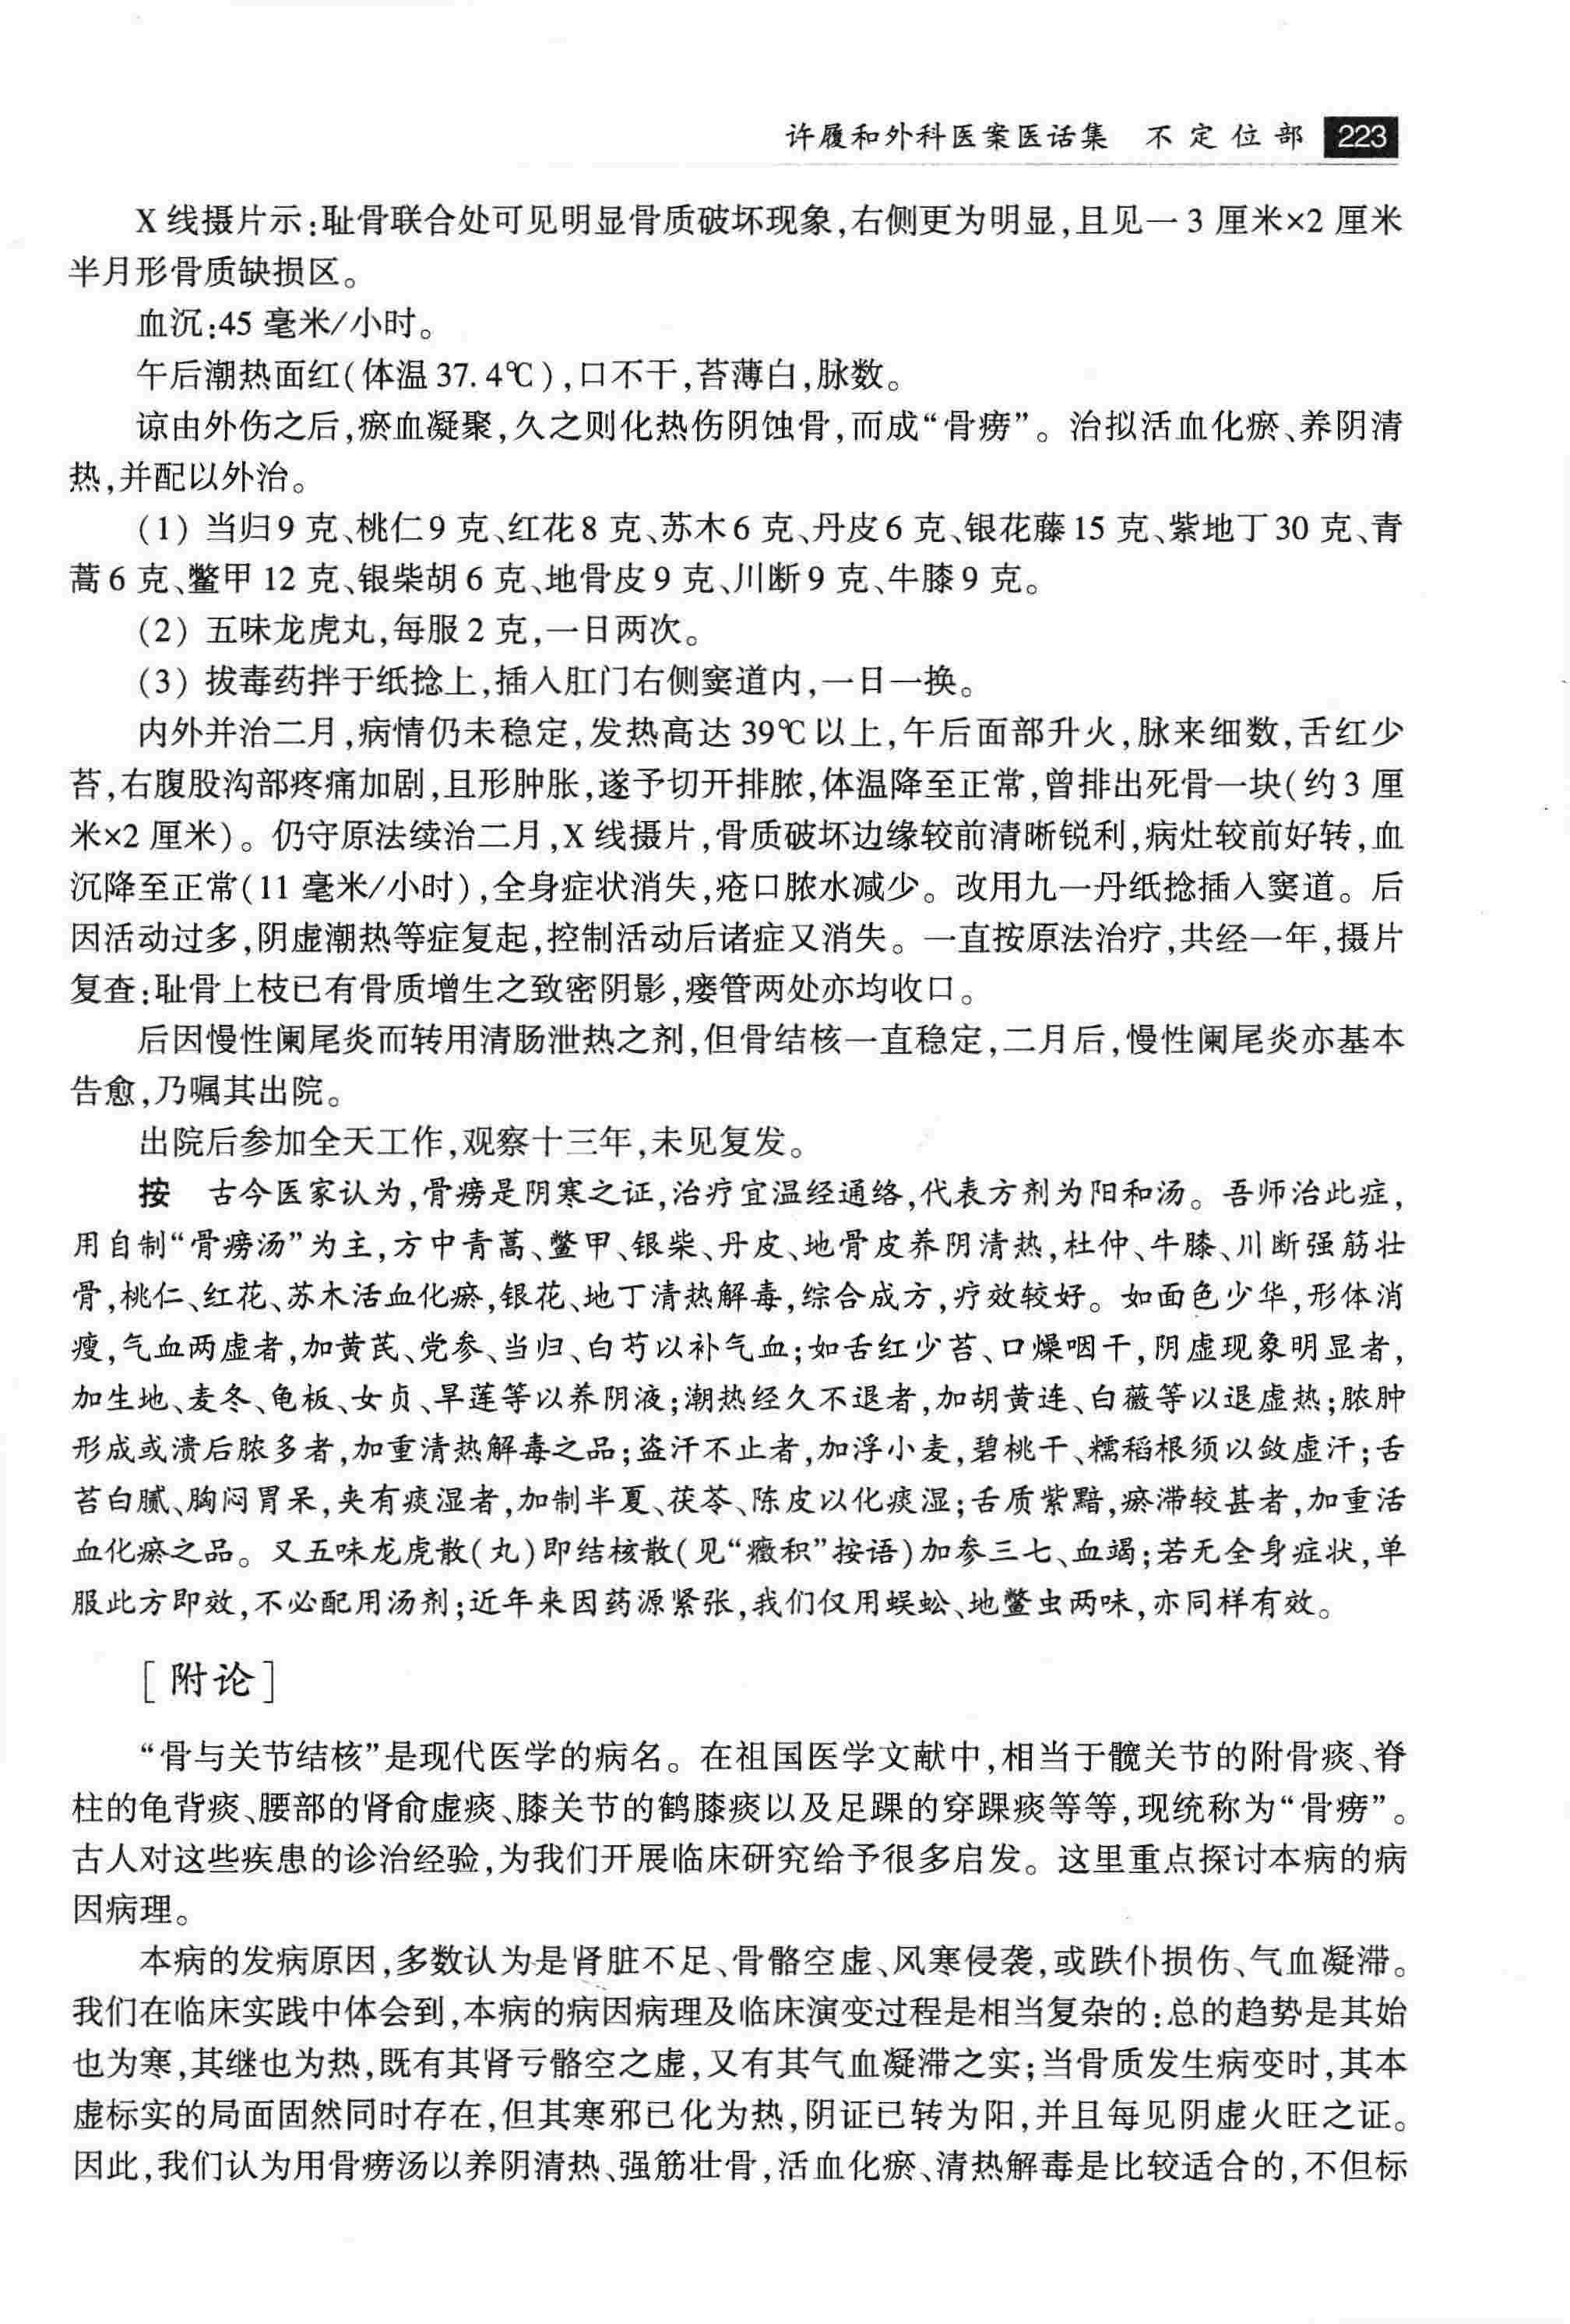 许履和外科医案医话集 不定位部 223
X 线摄片示:耻骨联合处可见明显骨质破坏现象,右侧更为明显,且见一 3 厘米×2 厘米
半月形骨质缺损区。
血沉:45 毫米/小时。
午后潮热面红(体温 37.4℃),口不干,苔薄白,脉数。
谅由外伤之后,瘀血凝聚,久之则化热伤阴蚀骨,而成“骨痨”。治拟活血化瘀、养阴清
热,并配以外治。
(1) 当归 9 克、桃仁 9 克、红花 8 克、苏木 6 克、丹皮 6 克、银花藤 15 克、紫地丁 30 克、青
蒿 6 克、鳖甲 12 克、银柴胡 6 克、地骨皮 9 克、川断 9 克、牛膝 9 克。
(2) 五味龙虎丸,每服 2 克,一日两次。
(3) 拔毒药拌于纸捻上,插入肛门右侧窦道内,一日一换。
内外并治二月,病情仍未稳定,发热高达 39℃以上,午后面部升火,脉来细数,舌红少
苔,右腹股沟部疼痛加剧,且形肿胀,遂予切开排脓,体温降至正常,曾排出死骨一块(约 3 厘
米×2 厘米)。仍守原法续治二月,X 线摄片,骨质破坏边缘较前清晰锐利,病灶较前好转,血
沉降至正常(11 毫米/小时),全身症状消失,疮口脓水减少。改用九一丹纸捻插入窦道。后
因活动过多,阴虚潮热等症复起,控制活动后诸症又消失。一直按原法治疗,共经一年,摄片
复查:耻骨上枝已有骨质增生之致密阴影,瘘管两处亦均收口。
后因慢性阑尾炎而转用清肠泄热之剂,但骨结核一直稳定,二月后,慢性阑尾炎亦基本
告愈,乃嘱其出院。
出院后参加全天工作,观察十三年,未见复发。
按 古今医家认为,骨痨是阴寒之证,治疗宜温经通络,代表方剂为阳和汤。吾师治此症,
用自制“骨痨汤”为主,方中青蒿、鳖甲、银柴、丹皮、地骨皮养阴清热,杜仲、牛膝、川断强筋壮
骨,桃仁、红花、苏木活血化瘀,银花、地丁清热解毒,综合成方,疗效较好。如面色少华,形体消
瘦,气血两虚者,加黄芪、党参、当归、白芍以补气血;如舌红少苔、口燥咽干,阴虚现象明显者,
加生地、麦冬、龟板、女贞、旱莲等以养阴液;潮热经久不退者,加胡黄连、白薇等以退虚热;脓肿
形成或溃后脓多者,加重清热解毒之品;盗汗不止者,加浮小麦,碧桃干、糯稻根须以敛虚汗;舌
苔白腻、胸闷胃呆,夹有痰湿者,加制半夏、茯苓、陈皮以化痰湿;舌质紫黯,瘀滞较甚者,加重活
血化瘀之品。又五味龙虎散(丸)即结核散(见“癥积”按语)加参三七、血竭;若无全身症状,单
服此方即效,不必配用汤剂;近年来因药源紧张,我们仅用蜈蚣、地鳖虫两味,亦同样有效。
[附论]
“骨与关节结核”是现代医学的病名。在祖国医学文献中,相当于髋关节的附骨痰、脊
柱的龟背痰、腰部的肾俞虚痰、膝关节的鹤膝痰以及足踝的穿踝痰等等,现统称为“骨痨”。
古人对这些疾患的诊治经验,为我们开展临床研究给予很多启发。这里重点探讨本病的病
因病理。
本病的发病原因,多数认为是肾脏不足、骨骼空虚、风寒侵袭,或跌仆损伤、气血凝滞。
我们在临床实践中体会到,本病的病因病理及临床演变过程是相当复杂的:总的趋势是其始
也为寒,其继也为热,既有其肾亏骼空之虚,又有其气血凝滞之实;当骨质发生病变时,其本
虚标实的局面固然同时存在,但其寒邪已化为热,阴证已转为阳,并且每见阴虚火旺之证。
因此,我们认为用骨痨汤以养阴清热、强筋壮骨,活血化瘀、清热解毒是比较适合的,不但标